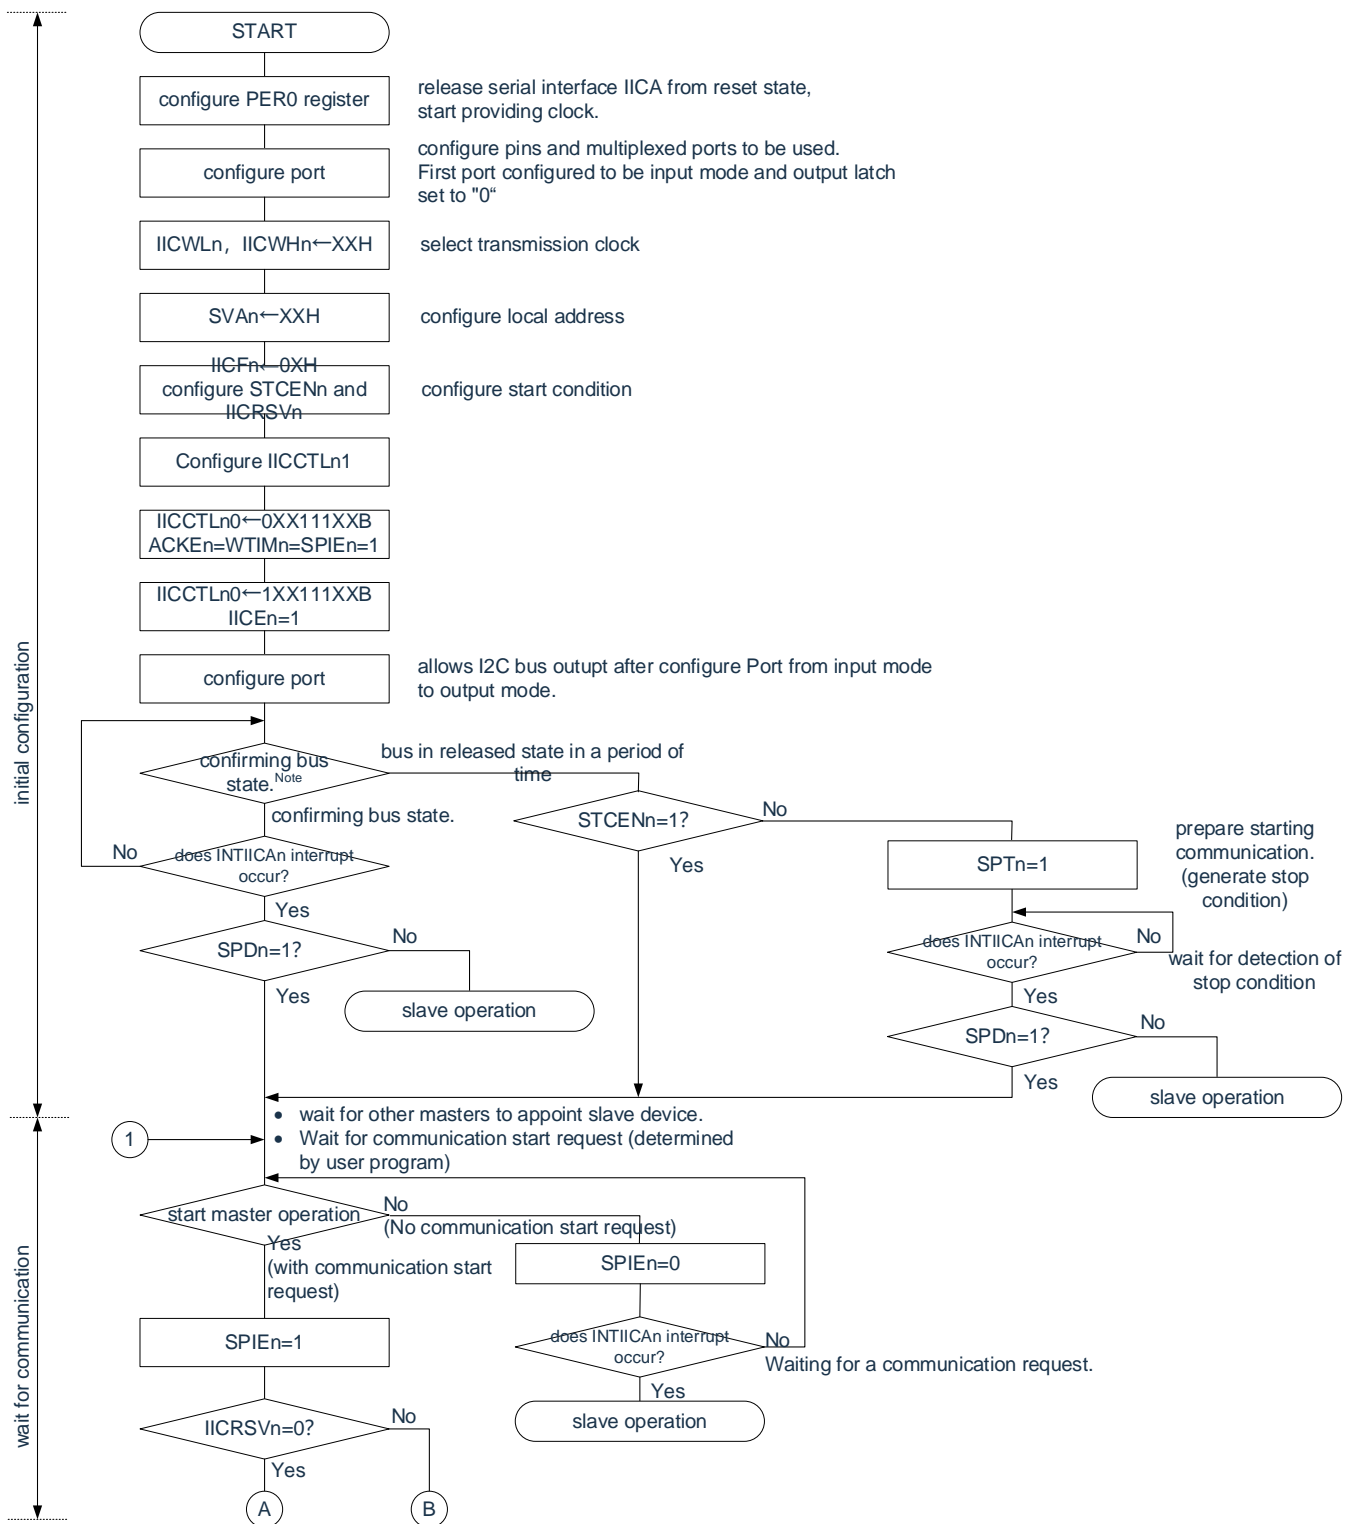 START
configure PER0 register
release serial interface IICA from reset state,
start providing clock.
configure port
configure pins and multiplexed ports to be used.
First port configured to be input mode and output latch
set to "0“
IICWLn， IICWHn←XXH
select transmission clock
SVAn←XXH
configure local address
IICFn←0XH
configure STCENn and
IICRSVn
configure start condition
Configure IICCTLn1
IICCTLn0←0XX111XXB
ACKEn=WTIMn=SPIEn=1
IICCTLn0←1XX111XXB
IICEn=1
configure port
allows I2C bus outupt after configure Port from input mode
to output mode.
initial configuration
confirming bus
state.Note
bus in released state in a period of
time
confirming bus state.
STCENn=1?
No
Yes
SPTn=1
prepare starting
communication.
(generate stop
condition)
does INTIICAn interrupt
occur?
No
Yes
does INTIICAn interrupt
occur?
No
wait for detection of
stop condition
Yes
SPDn=1?
No
Yes
slave operation
SPDn=1?
No
Yes
slave operation
• wait for other masters to appoint slave device.
• Wait for communication start request (determined
by user program)
1
wait for communication
start master operation
No
(No communication start request)
Yes
(with communication start
request)
SPIEn=0
SPIEn=1
does INTIICAn interrupt
occur?
No
Waiting for a communication request.
Yes
slave operation
IICRSVn=0?
No
Yes
A
B